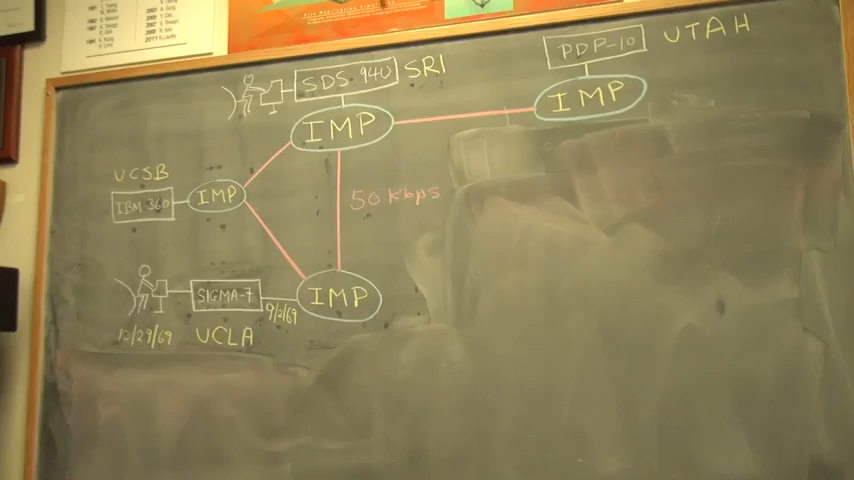 SDS 940
SRI
PDP-10
UTAH
IMP
IMP
UCSB
IBM 360
IMP
50 Kbps
SIGMA-7
9/2/69
IMP
10/29/69
UCLA